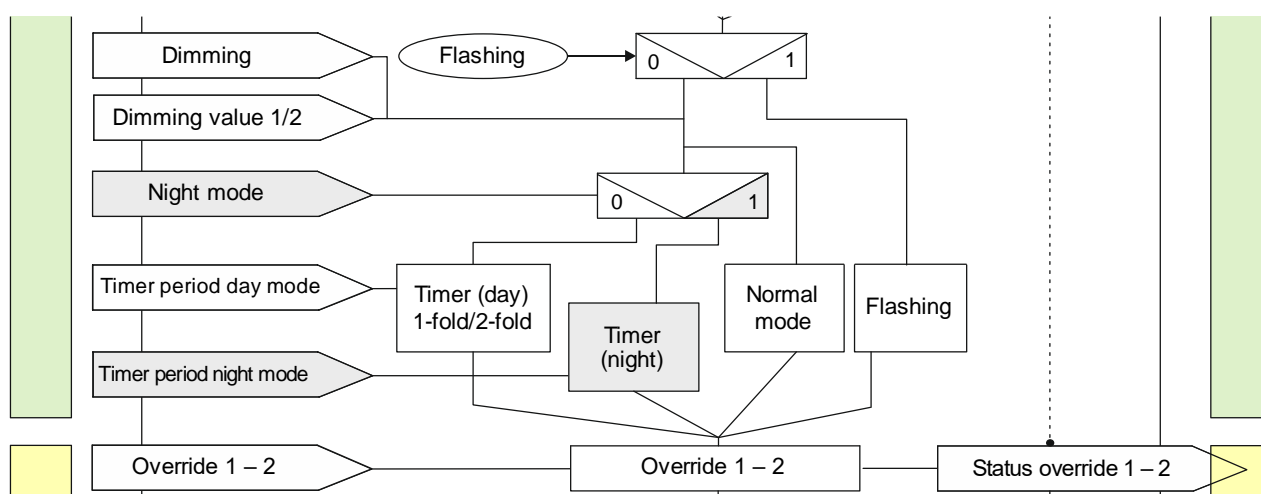 Dimming
Flashing
0
1
Dimming value 1/2
Night mode
0
1
Timer period day mode
Timer (day)
1-fold/2-fold
Normal
mode
Flashing
Timer
(night)
Timer period night mode
Override 1 – 2
Override 1 – 2
Status override 1 – 2